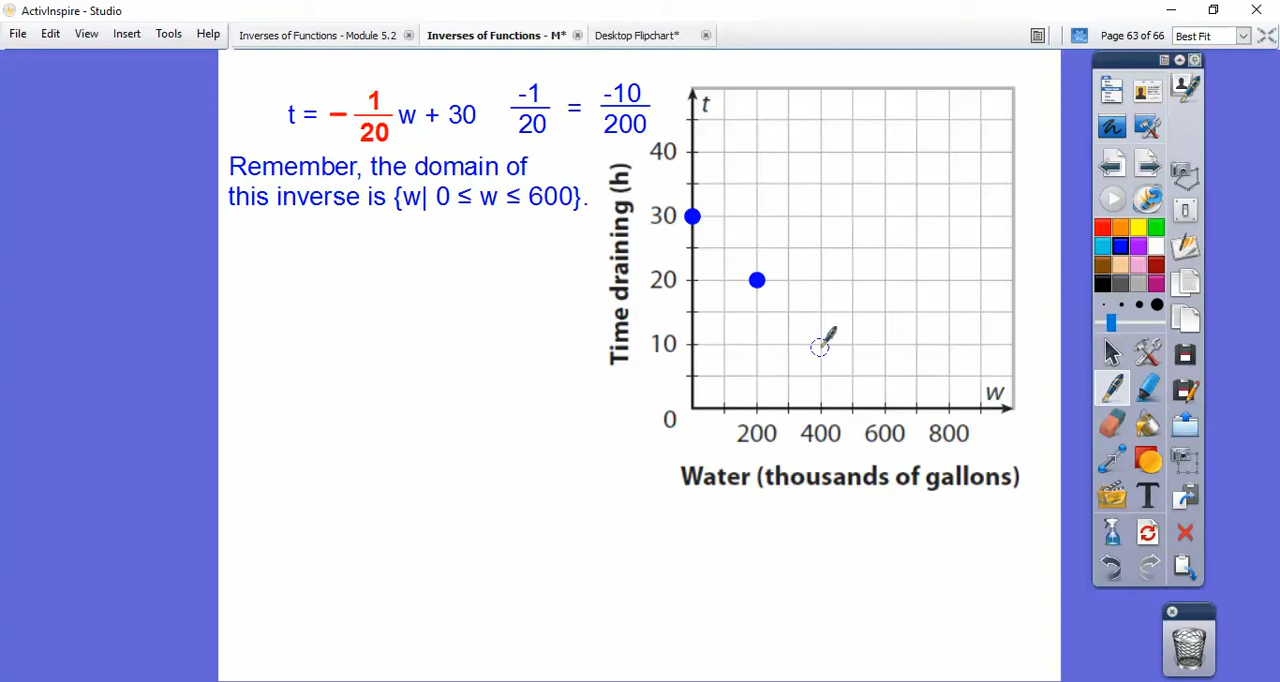 ActivInspire - Studio
File Edit View Insert Tools Help
Inverses of Functions - Module 5.2
Inverses of Functions - M*
Desktop Flipchart*
Page 63 of 66
Best Fit
t = - 1/20 w + 30
-1/20 = -10/200
Remember, the domain of
this inverse is {w| 0 ≤ w ≤ 600}.
t
40
30
20
10
0
Time draining (h)
w
200 400 600 800
Water (thousands of gallons)